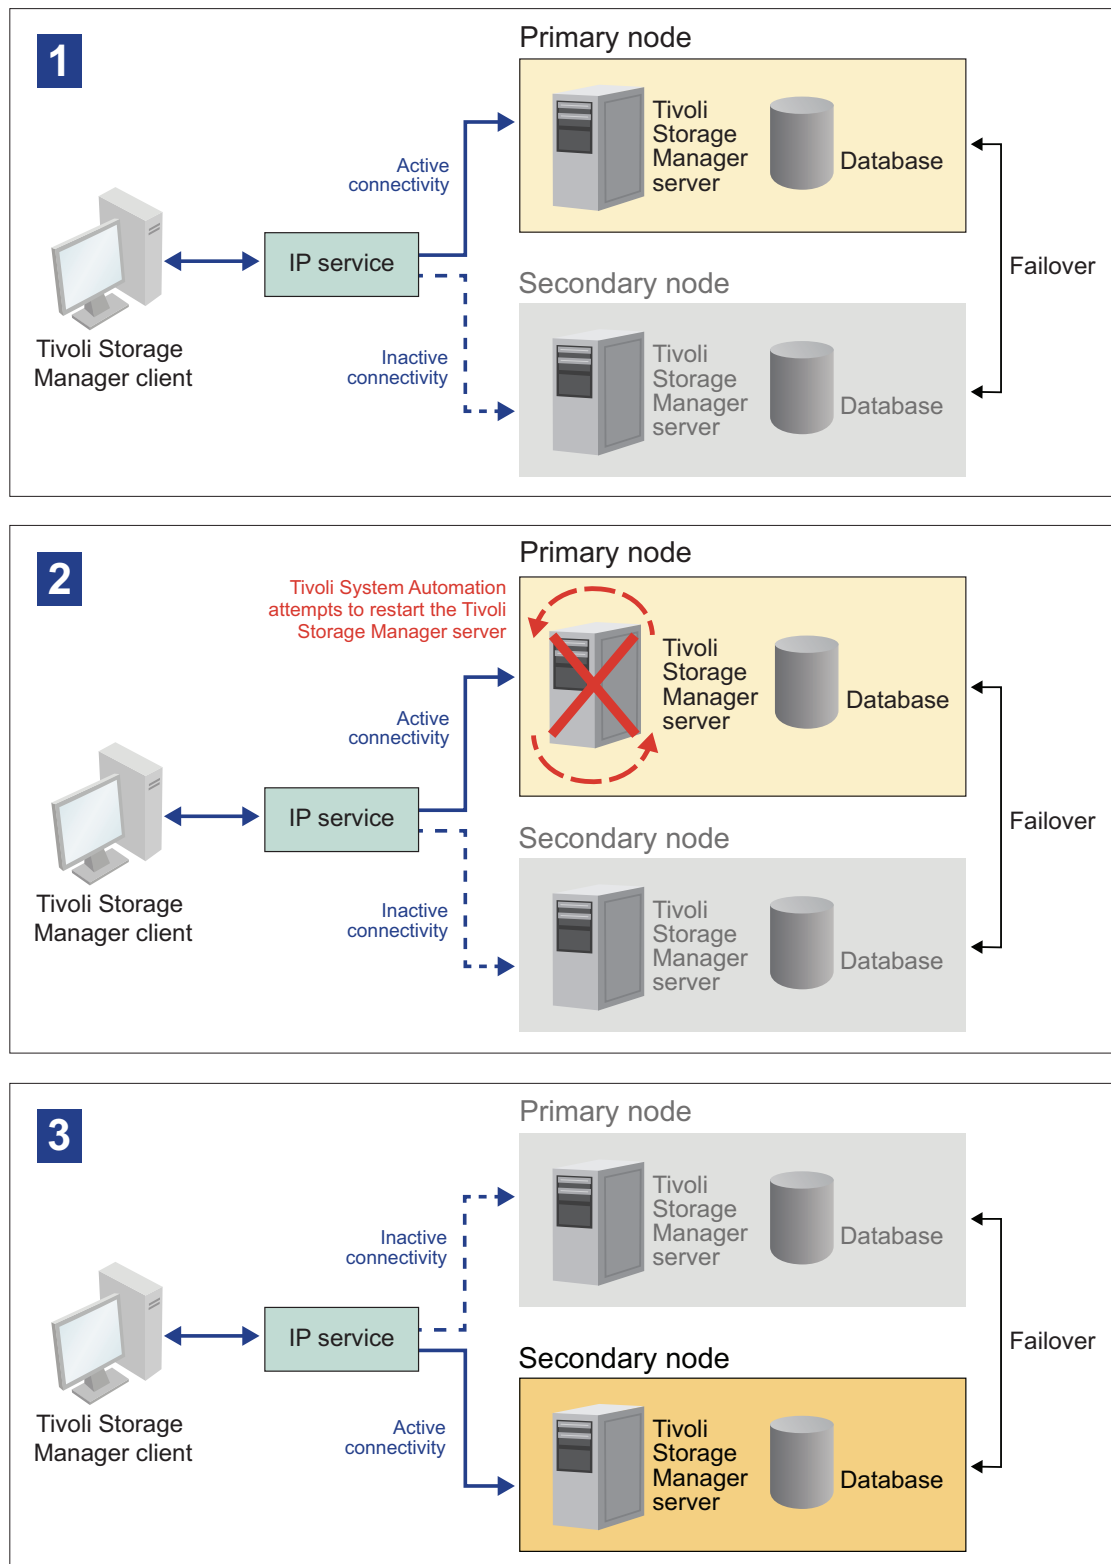 1
Primary node
Tivoli
Storage
Manager
server
Database
Active
connectivity
IP service
Failover
Secondary node
Tivoli Storage
Manager client
Inactive
connectivity
Tivoli
Storage
Manager
server
Database
2
Primary node
Tivoli System Automation
attempts to restart the Tivoli
Storage Manager server
Tivoli
Storage
Manager
server
Database
Active
connectivity
IP service
Failover
Secondary node
Tivoli Storage
Manager client
Inactive
connectivity
Tivoli
Storage
Manager
server
Database
3
Primary node
Tivoli
Storage
Manager
server
Database
Inactive
connectivity
IP service
Failover
Secondary node
Tivoli Storage
Manager client
Active
connectivity
Tivoli
Storage
Manager
server
Database